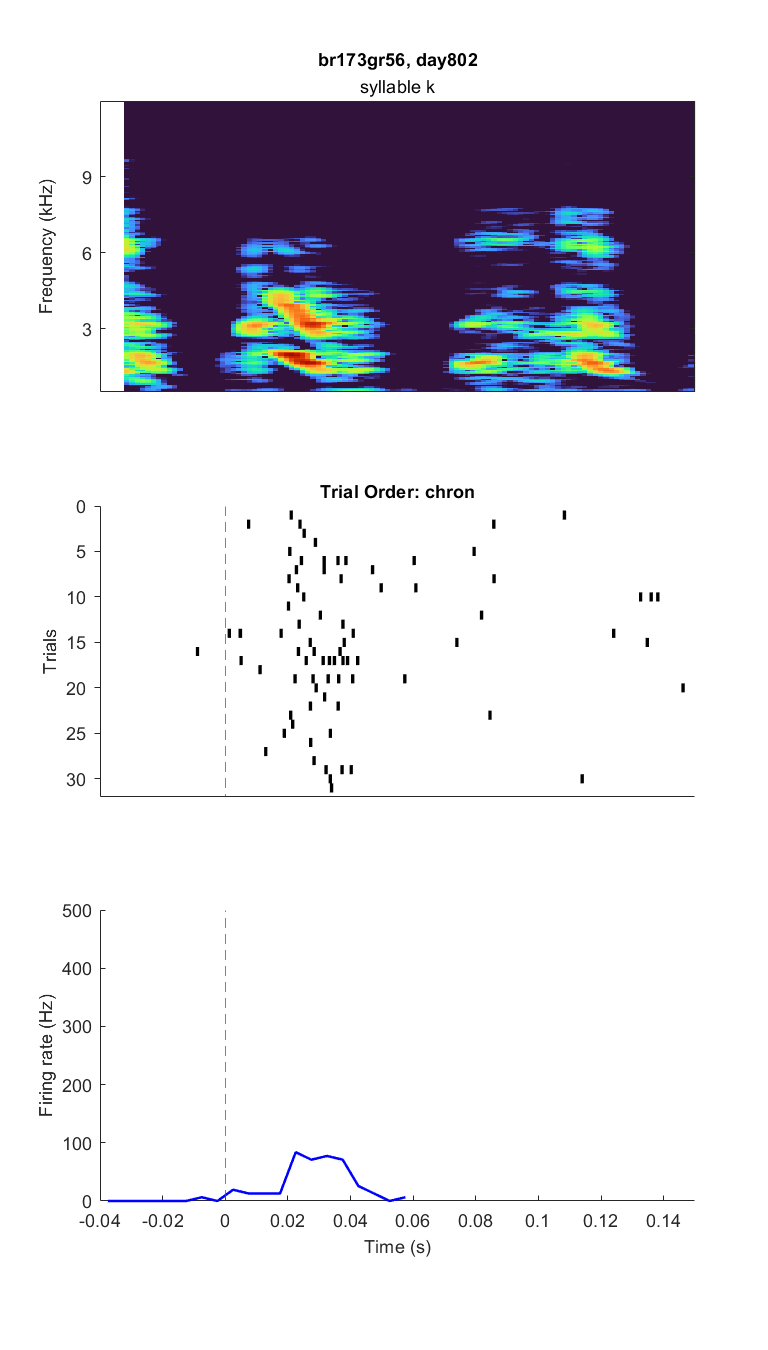 br173gr56, day802
syllable k
Frequency (kHz)
9
6
3
Trial Order: chron
Trials
0
5
10
15
20
25
30
Firing rate (Hz)
500
400
300
200
100
0
-0.04 -0.02 0 0.02 0.04 0.06 0.08 0.1 0.12 0.14
Time (s)